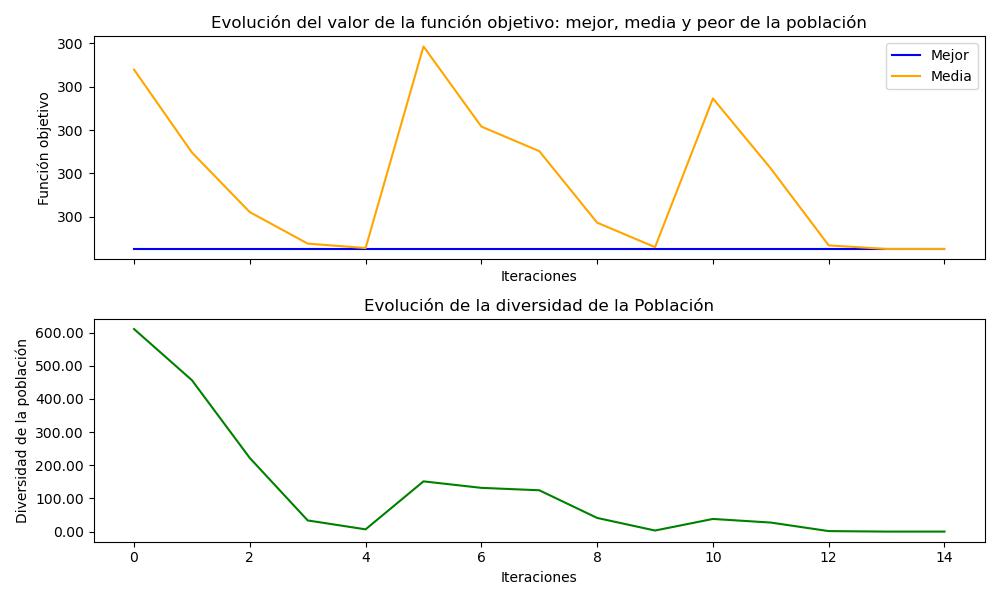 Evolución del valor de la función objetivo: mejor, media y peor de la población
Función objetivo
300
300
300
300
300
Mejor
Media
Iteraciones
Evolución de la diversidad de la Población
Diversidad de la población
600.00
500.00
400.00
300.00
200.00
100.00
0.00
0 2 4 6 8 10 12 14
Iteraciones